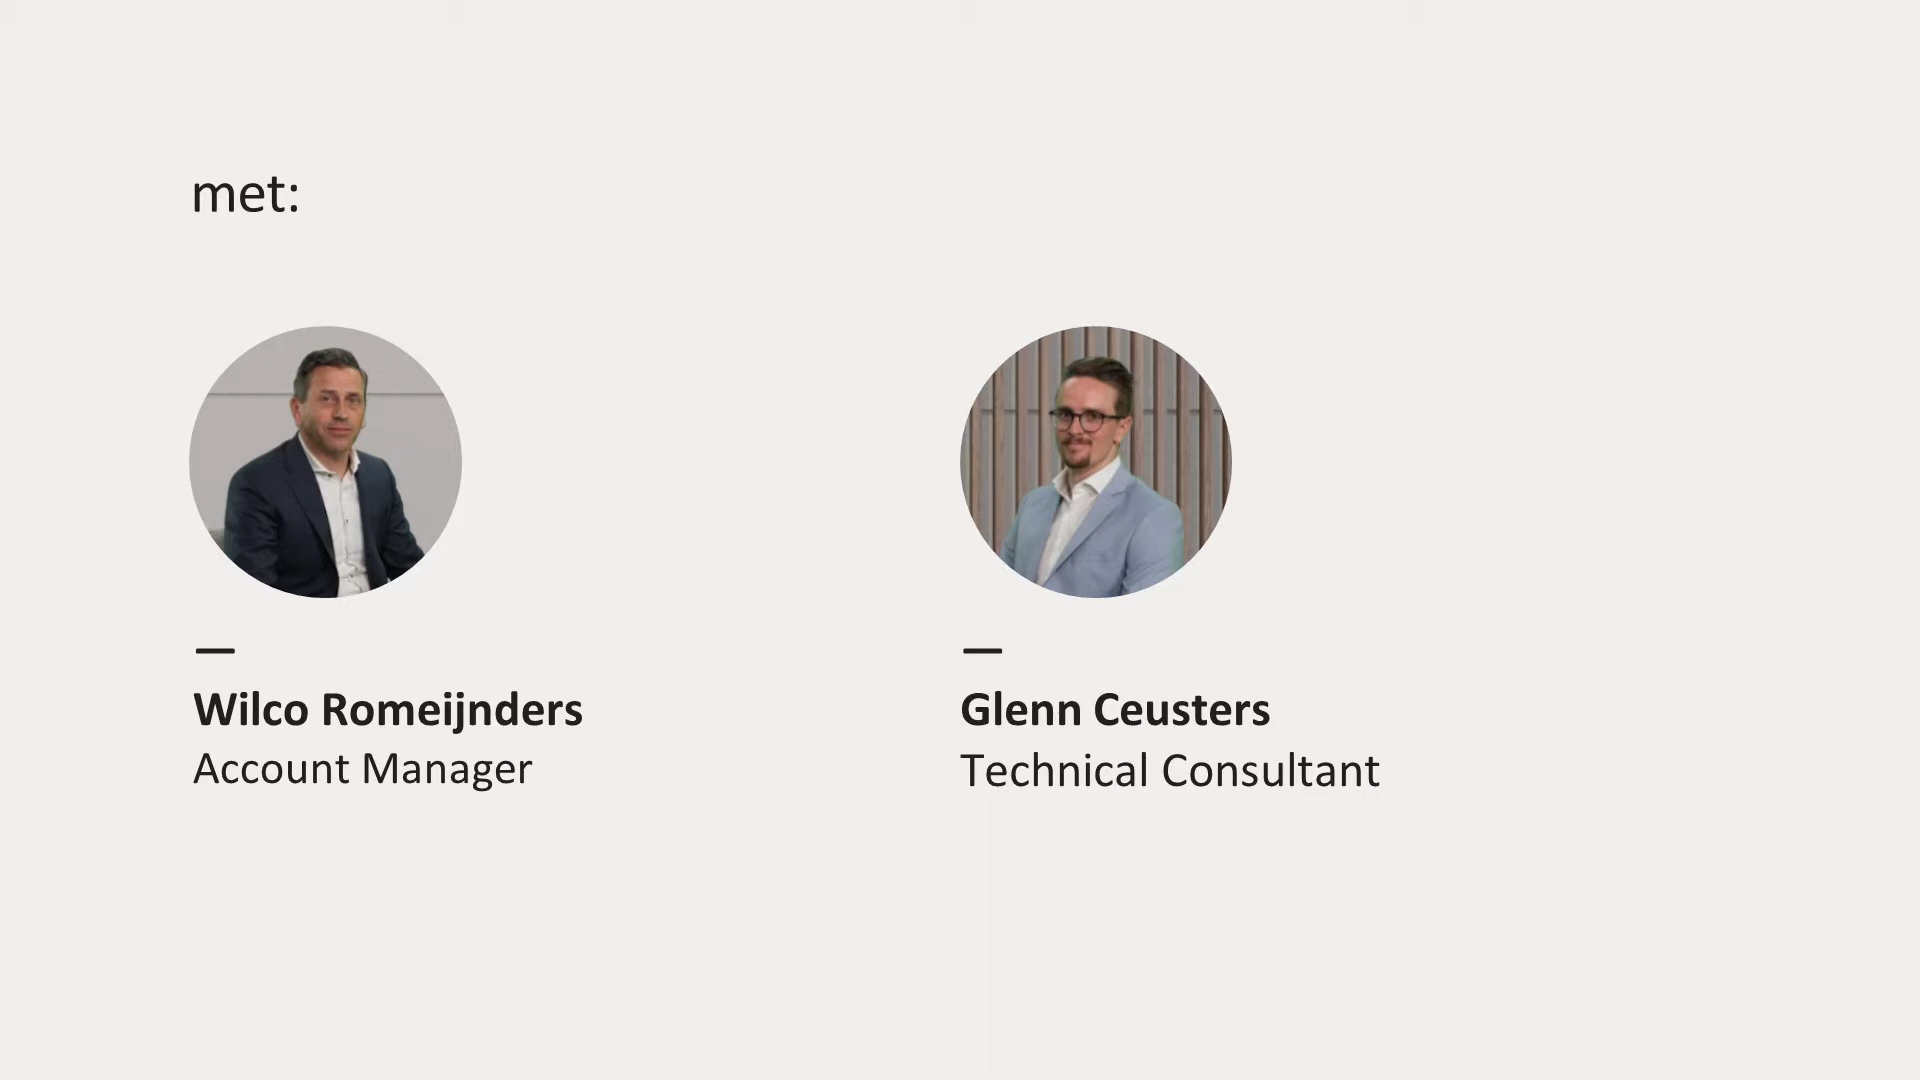 met:
Wilco Romeijnders
Account Manager
Glenn Ceusters
Technical Consultant